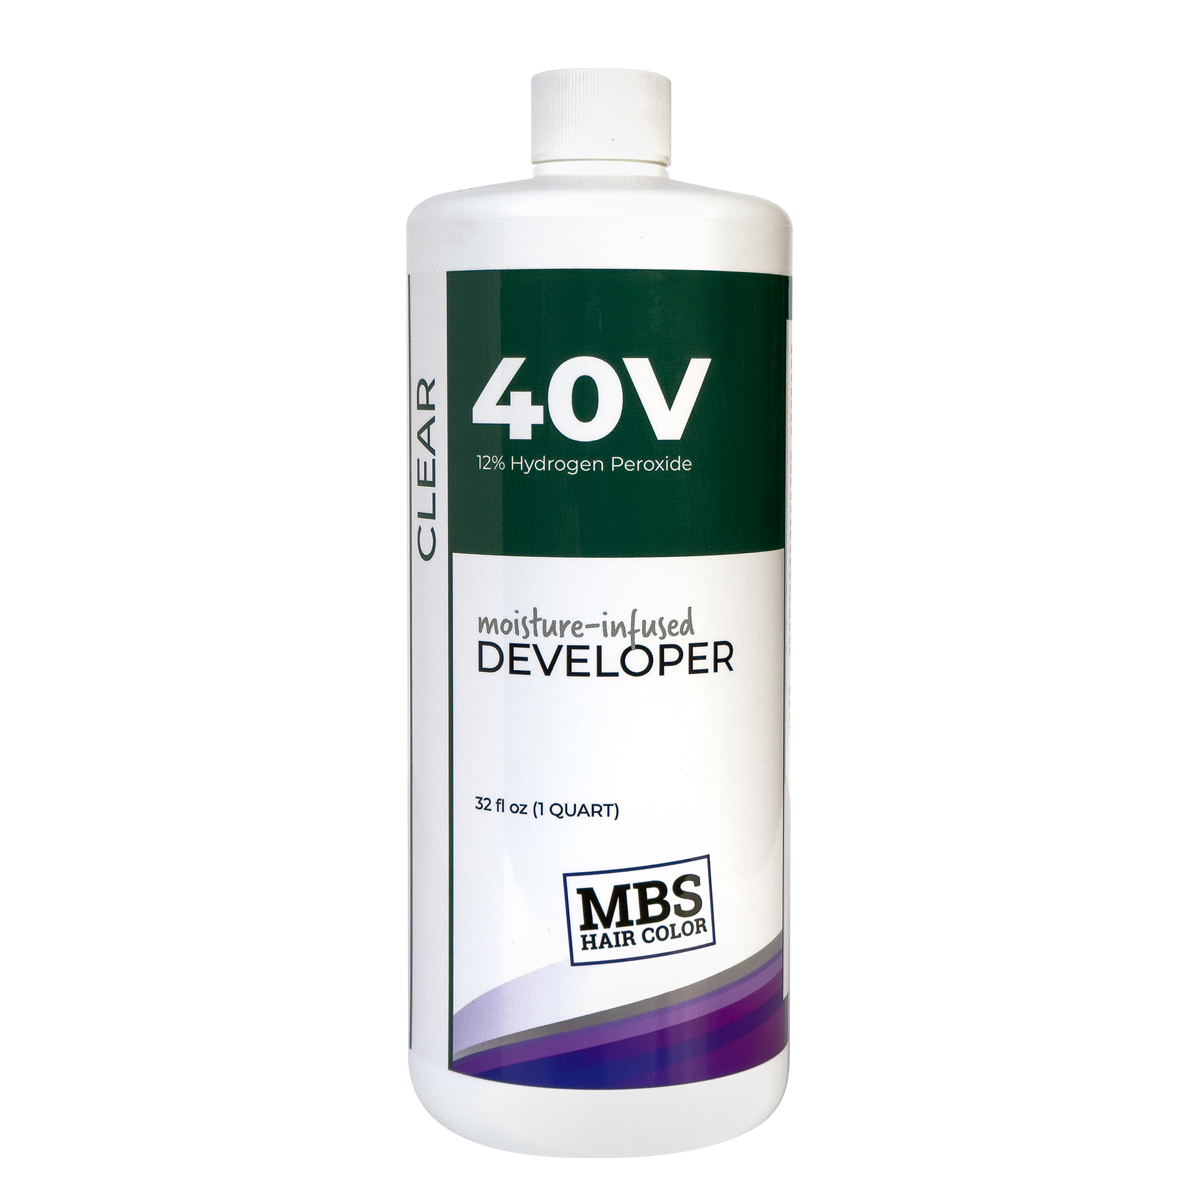 CLEAR
40V
12% Hydrogen Peroxide
moisture-infused
DEVELOPER
32 fl oz (1 QUART)
MBS
HAIR COLOR